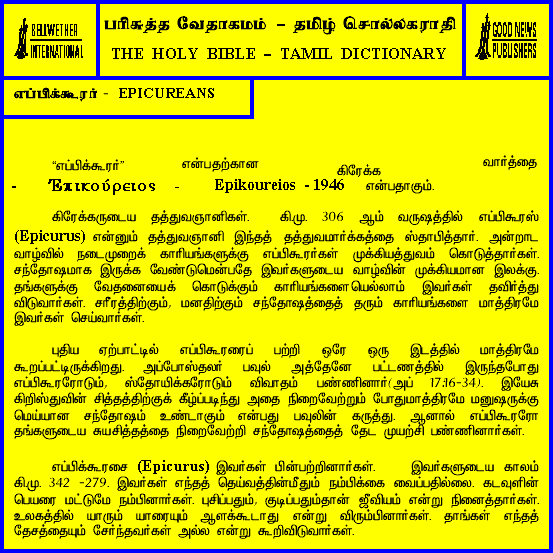 BELLWETHER
INTERNATIONAL
பரிசுத்த வேதாகமம் – தமிழ் சொல்லகராதி
THE HOLY BIBLE – TAMIL DICTIONARY
GOOD NEWS
PUBLISHERS
எப்பிக்கூரர் - EPICUREANS
“எப்பிக்கூரர்” என்பதற்கான கிரேக்க வார்த்தை
- Ἐπικούρειος - Epikoureios - 1946 என்பதாகும்.
கிரேக்கருடைய தத்துவஞானிகள். கி.மு. 306 ஆம் வருஷத்தில் எப்பிகூரஸ்
(Epicurus) என்னும் தத்துவஞானி இந்தத் தத்துவமார்க்கத்தை ஸ்தாபித்தார். அன்றாட
வாழ்வில் நடைமுறைக் காரியங்களுக்கு எப்பிகூரர்கள் முக்கியத்துவம் கொடுத்தார்கள்.
சந்தோஷமாக இருக்க வேண்டுமென்பதே இவர்களுடைய வாழ்வின் முக்கியமான இலக்கு.
தங்களுக்கு வேதனையைக் கொடுக்கும் காரியங்களையெல்லாம் இவர்கள் தவிர்த்து
விடுவார்கள். சரீரத்திற்கும், மனதிற்கும் சந்தோஷத்தைத் தரும் காரியங்களை மாத்திரமே
இவர்கள் செய்வார்கள்.
புதிய ஏற்பாட்டில் எப்பிகூரரைப் பற்றி ஒரே ஒரு இடத்தில் மாத்திரமே
கூறப்பட்டிருக்கிறது. அப்போஸ்தலர் பவுல் அத்தேனே பட்டணத்தில் இருந்தபோது
எப்பிகூரரோடும், ஸ்தோயிக்கரோடும் விவாதம் பண்ணினார்(அப் 17:16-34). இயேசு
கிறிஸ்துவின் சித்தத்திற்குக் கீழ்ப்படிந்து அதை நிறைவேற்றும் போதுமாத்திரமே மனுஷருக்கு
மெய்யான சந்தோஷம் உண்டாகும் என்பது பவுலின் கருத்து. ஆனால் எப்பிகூரரோ
தங்களுடைய சுயசித்தத்தை நிறைவேற்றி சந்தோஷத்தைத் தேட முயற்சி பண்ணினார்கள்.
எப்பிக்கூரசை (Epicurus) இவர்கள் பின்பற்றினார்கள். இவர்களுடைய காலம்
கி.மு. 342 -279. இவர்கள் எந்தத் தெய்வத்தின்மீதும் நம்பிக்கை வைப்பதில்லை. கடவுளின்
பெயரை மட்டுமே நம்பினார்கள். புசிப்பதும், குடிப்பதும்தான் ஜீவியம் என்று நினைத்தார்கள்.
உலகத்தில் யாரும் யாரையும் ஆளக்கூடாது என்று விரும்பினார்கள். தாங்கள் எந்தத்
தேசத்தையும் சேர்ந்தவர்கள் அல்ல என்று கூறிவிடுவார்கள்.